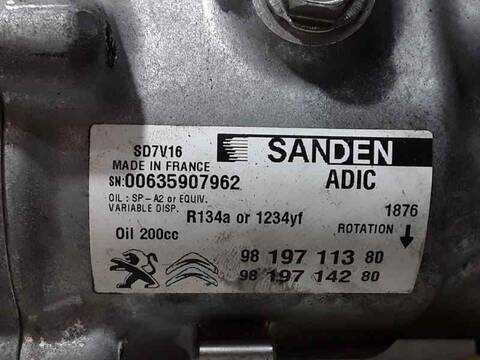 SD7V16
MADE IN FRANCE
SANDEN
SN:00635907962
ADIC
OIL : SP-A2 or EQUIV.
VARIABLE DISP.
R134a or 1234yf
1876
ROTATION
Oil 200cc
98 197 113 80
98 197 142 80